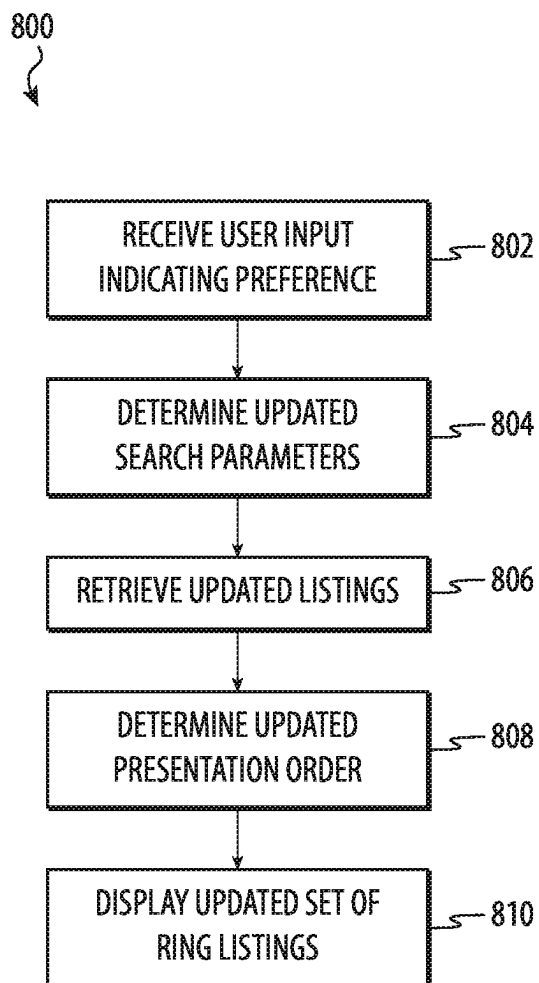 800
RECEIVE USER INPUT
INDICATING PREFERENCE
802
DETERMINE UPDATED
SEARCH PARAMETERS
804
RETRIEVE UPDATED LISTINGS
806
DETERMINE UPDATED
PRESENTATION ORDER
808
DISPLAY UPDATED SET OF
RING LISTINGS
810